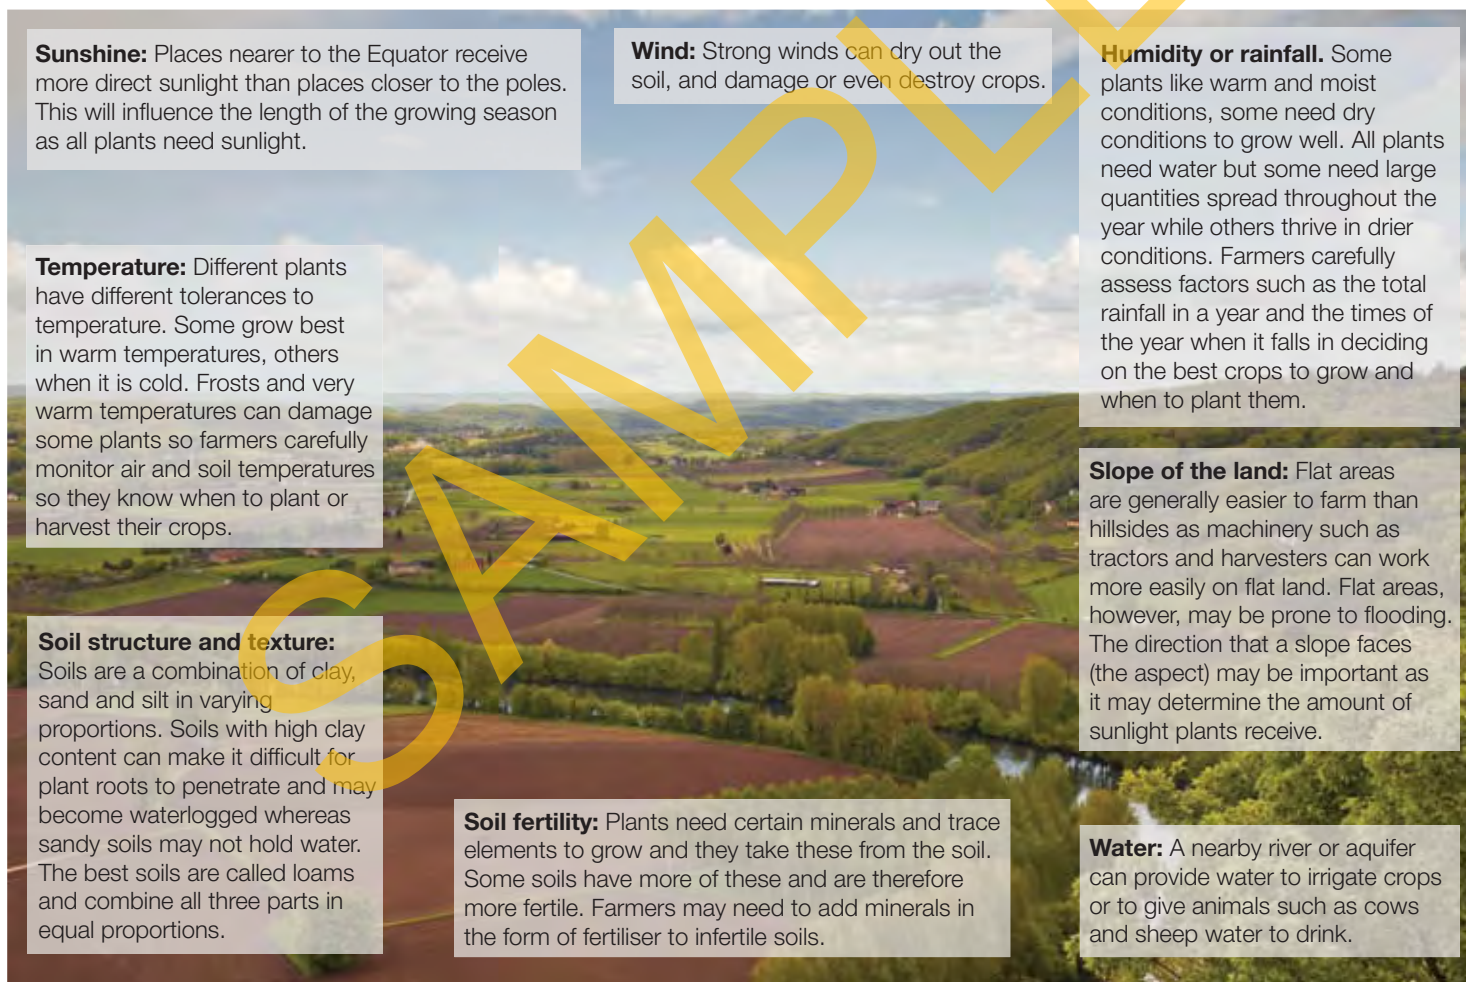 Sunshine: Places nearer to the Equator receive
more direct sunlight than places closer to the poles.
This will influence the length of the growing season
as all plants need sunlight.
Wind: Strong winds can dry out the
soil, and damage or even destroy crops.
Humidity or rainfall. Some
plants like warm and moist
conditions, some need dry
conditions to grow well. All plants
need water but some need large
quantities spread throughout the
year while others thrive in drier
conditions. Farmers carefully
assess factors such as the total
rainfall in a year and the times of
the year when it falls in deciding
on the best crops to grow and
when to plant them.
Temperature: Different plants
have different tolerances to
temperature. Some grow best
in warm temperatures, others
when it is cold. Frosts and very
warm temperatures can damage
some plants so farmers carefully
monitor air and soil temperatures
so they know when to plant or
harvest their crops.
Slope of the land: Flat areas
are generally easier to farm than
hillsides as machinery such as
tractors and harvesters can work
more easily on flat land. Flat areas,
however, may be prone to flooding.
The direction that a slope faces
(the aspect) may be important as
it may determine the amount of
sunlight plants receive.
Soil structure and texture:
Soils are a combination of clay,
sand and silt in varying
proportions. Soils with high clay
content can make it difficult for
plant roots to penetrate and may
become waterlogged whereas
sandy soils may not hold water.
The best soils are called loams
and combine all three parts in
equal proportions.
Soil fertility: Plants need certain minerals and trace
elements to grow and they take these from the soil.
Some soils have more of these and are therefore
more fertile. Farmers may need to add minerals in
the form of fertiliser to infertile soils.
Water: A nearby river or aquifer
can provide water to irrigate crops
or to give animals such as cows
and sheep water to drink.
SAMPLE